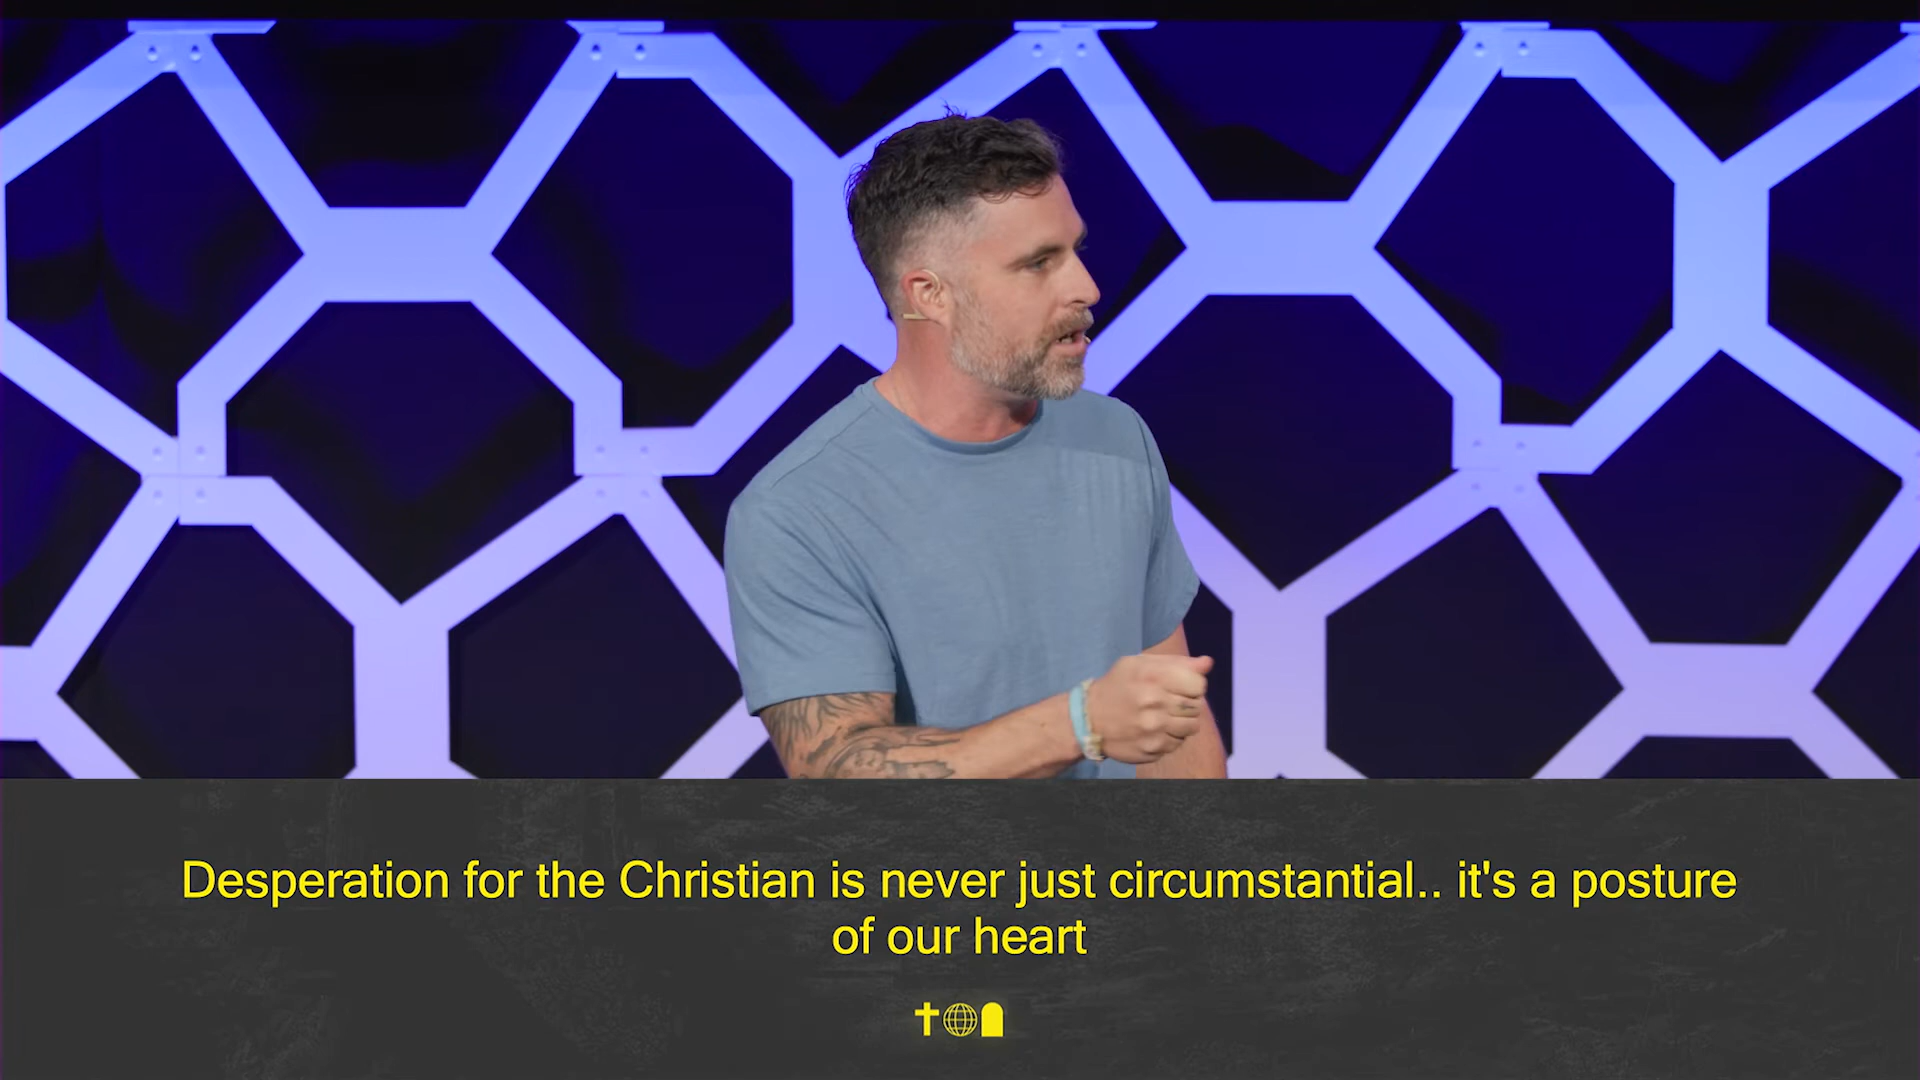 Desperation for the Christian is never just circumstantial.. it's a posture
of our heart